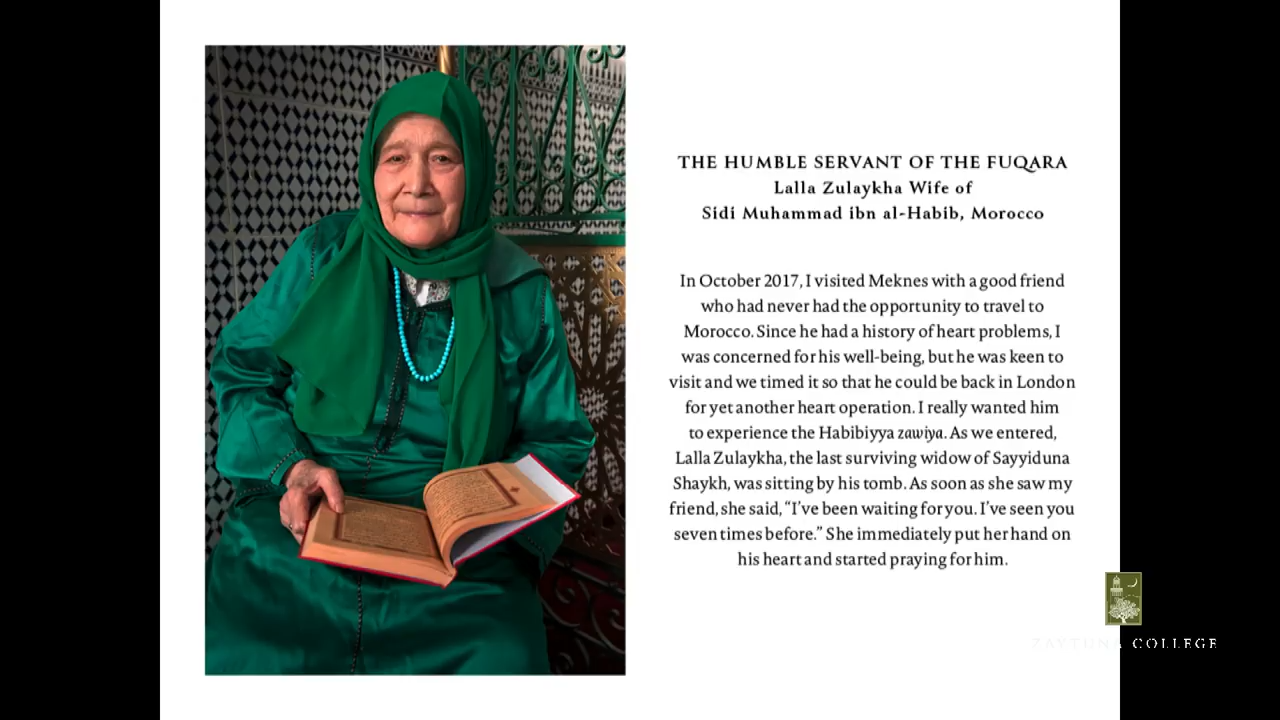 THE HUMBLE SERVANT OF THE FUQARA
Lalla Zulaykha Wife of
Sidi Muhammad ibn al-Habib, Morocco
In October 2017, I visited Meknes with a good friend
who had never had the opportunity to travel to
Morocco. Since he had a history of heart problems, I
was concerned for his well-being, but he was keen to
visit and we timed it so that he could be back in London
for yet another heart operation. I really wanted him
to experience the Habibiyya zawiya. As we entered,
Lalla Zulaykha, the last surviving widow of Sayyiduna
Shaykh, was sitting by his tomb. As soon as she saw my
friend, she said, “I’ve been waiting for you. I’ve seen you
seven times before.” She immediately put her hand on
his heart and started praying for him.
ZAYTUNA COLLEGE